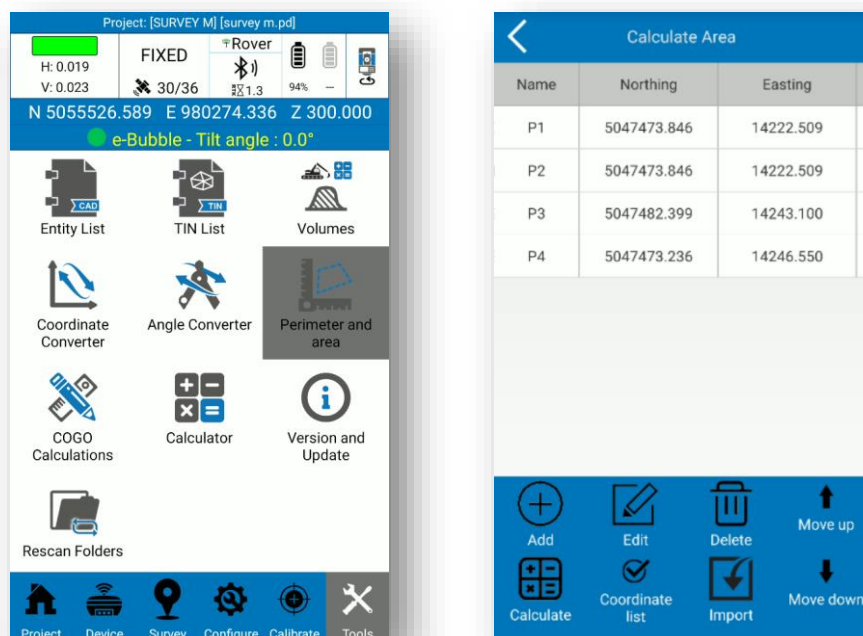 Project: [SURVEY M] [survey m.pd]
H: 0.019
V: 0.023
FIXED
30/36
Rover
1.3
94%
--
N 5055526.589 E 980274.336 Z 300.000
e-Bubble - Tilt angle : 0.0°
CAD
TIN
Entity List
TIN List
Volumes
Coordinate
Converter
Angle Converter
Perimeter and
area
COGO
Calculations
Calculator
Version and
Update
Rescan Folders
Project Device Survey Configure Calibrate Tools
Calculate Area
Name Northing Easting
P1 5047473.846 14222.509
P2 5047473.846 14222.509
P3 5047482.399 14243.100
P4 5047473.236 14246.550
Add
Edit
Delete
Move up
Calculate
Coordinate
list
Import
Move down